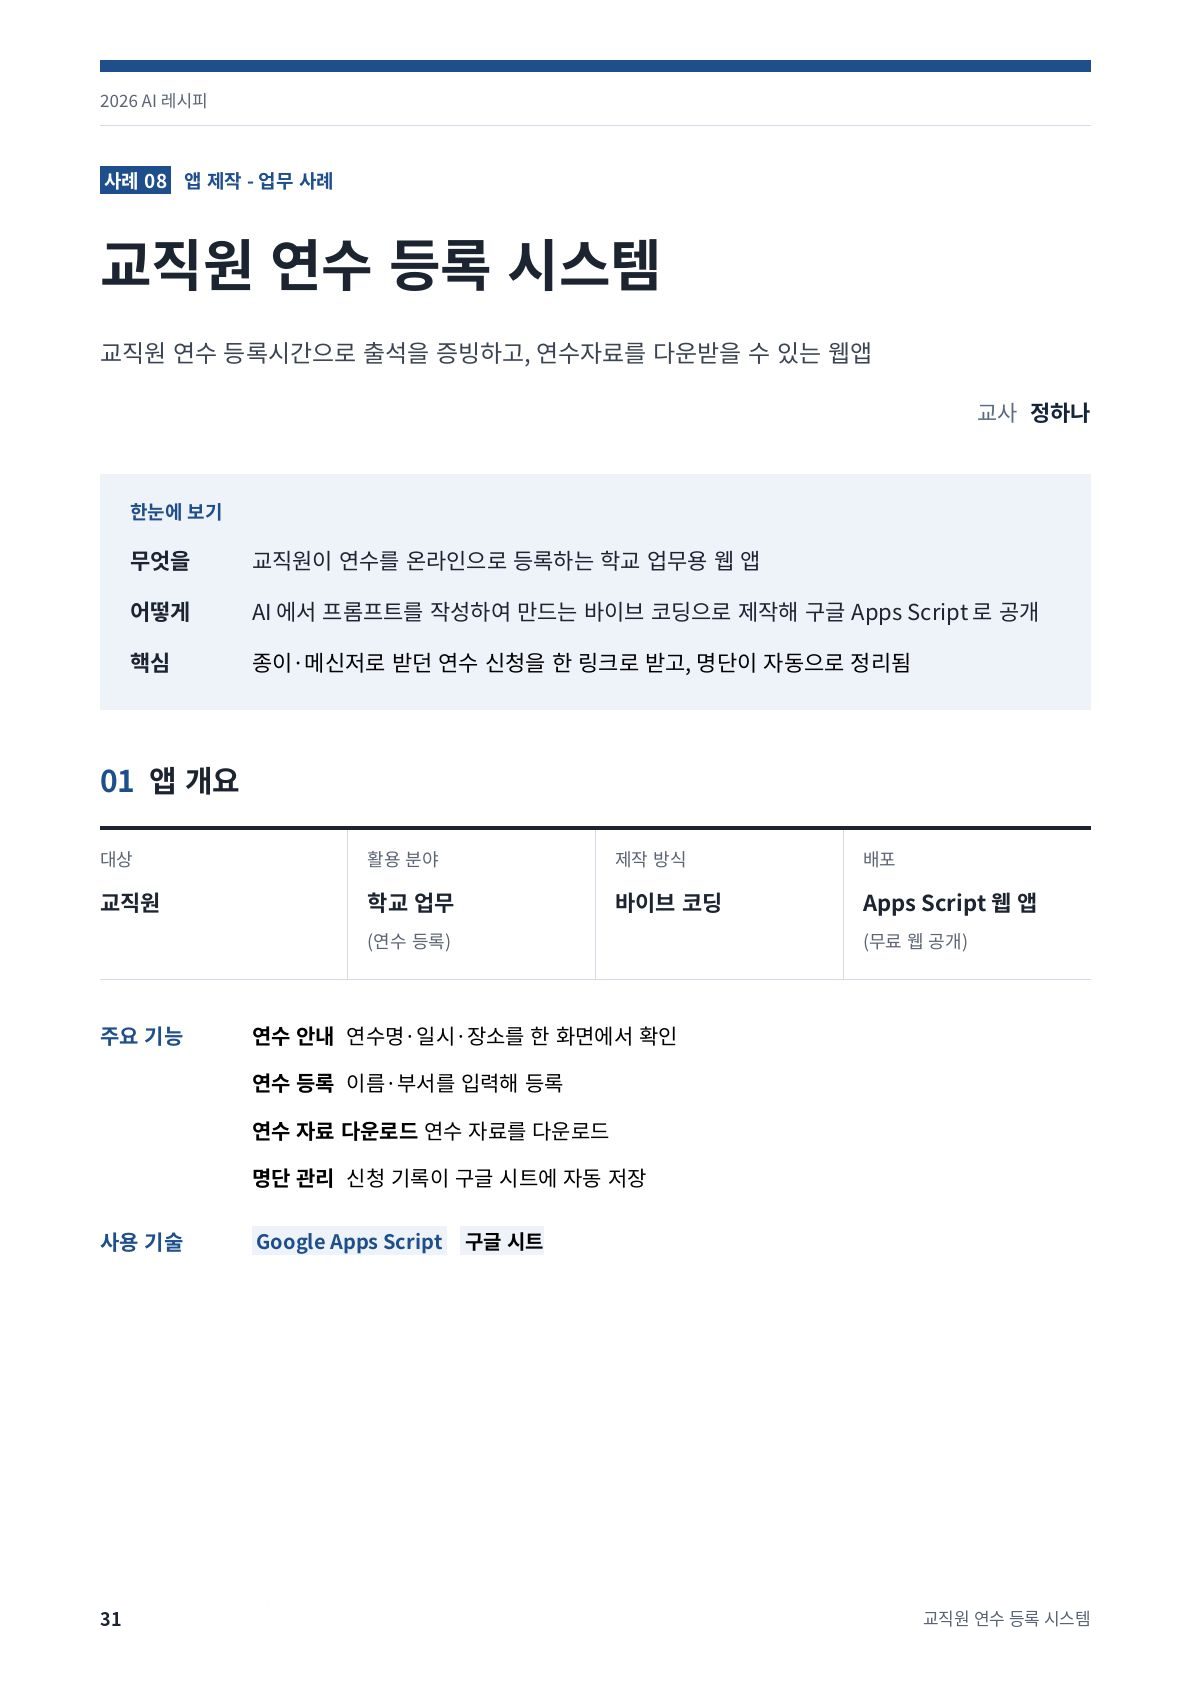 2026 AI 레시피
사례 08 앱 제작 - 업무 사례
교직원 연수 등록 시스템
교직원 연수 등록시간으로 출석을 증빙하고, 연수자료를 다운받을 수 있는 웹앱
교사 정하나
한눈에 보기
무엇을 교직원이 연수를 온라인으로 등록하는 학교 업무용 웹 앱
어떻게 AI 에서 프롬프트를 작성하여 만드는 바이브 코딩으로 제작해 구글 Apps Script 로 공개
핵심 종이·메신저로 받던 연수 신청을 한 링크로 받고, 명단이 자동으로 정리됨
01 앱 개요
대상 활용 분야 제작 방식 배포
교직원 학교 업무 바이브 코딩 Apps Script 웹 앱
(연수 등록) (무료 웹 공개)
주요 기능 연수 안내 연수명·일시·장소를 한 화면에서 확인
연수 등록 이름·부서를 입력해 등록
연수 자료 다운로드 연수 자료를 다운로드
명단 관리 신청 기록이 구글 시트에 자동 저장
사용 기술 Google Apps Script 구글 시트
31 교직원 연수 등록 시스템